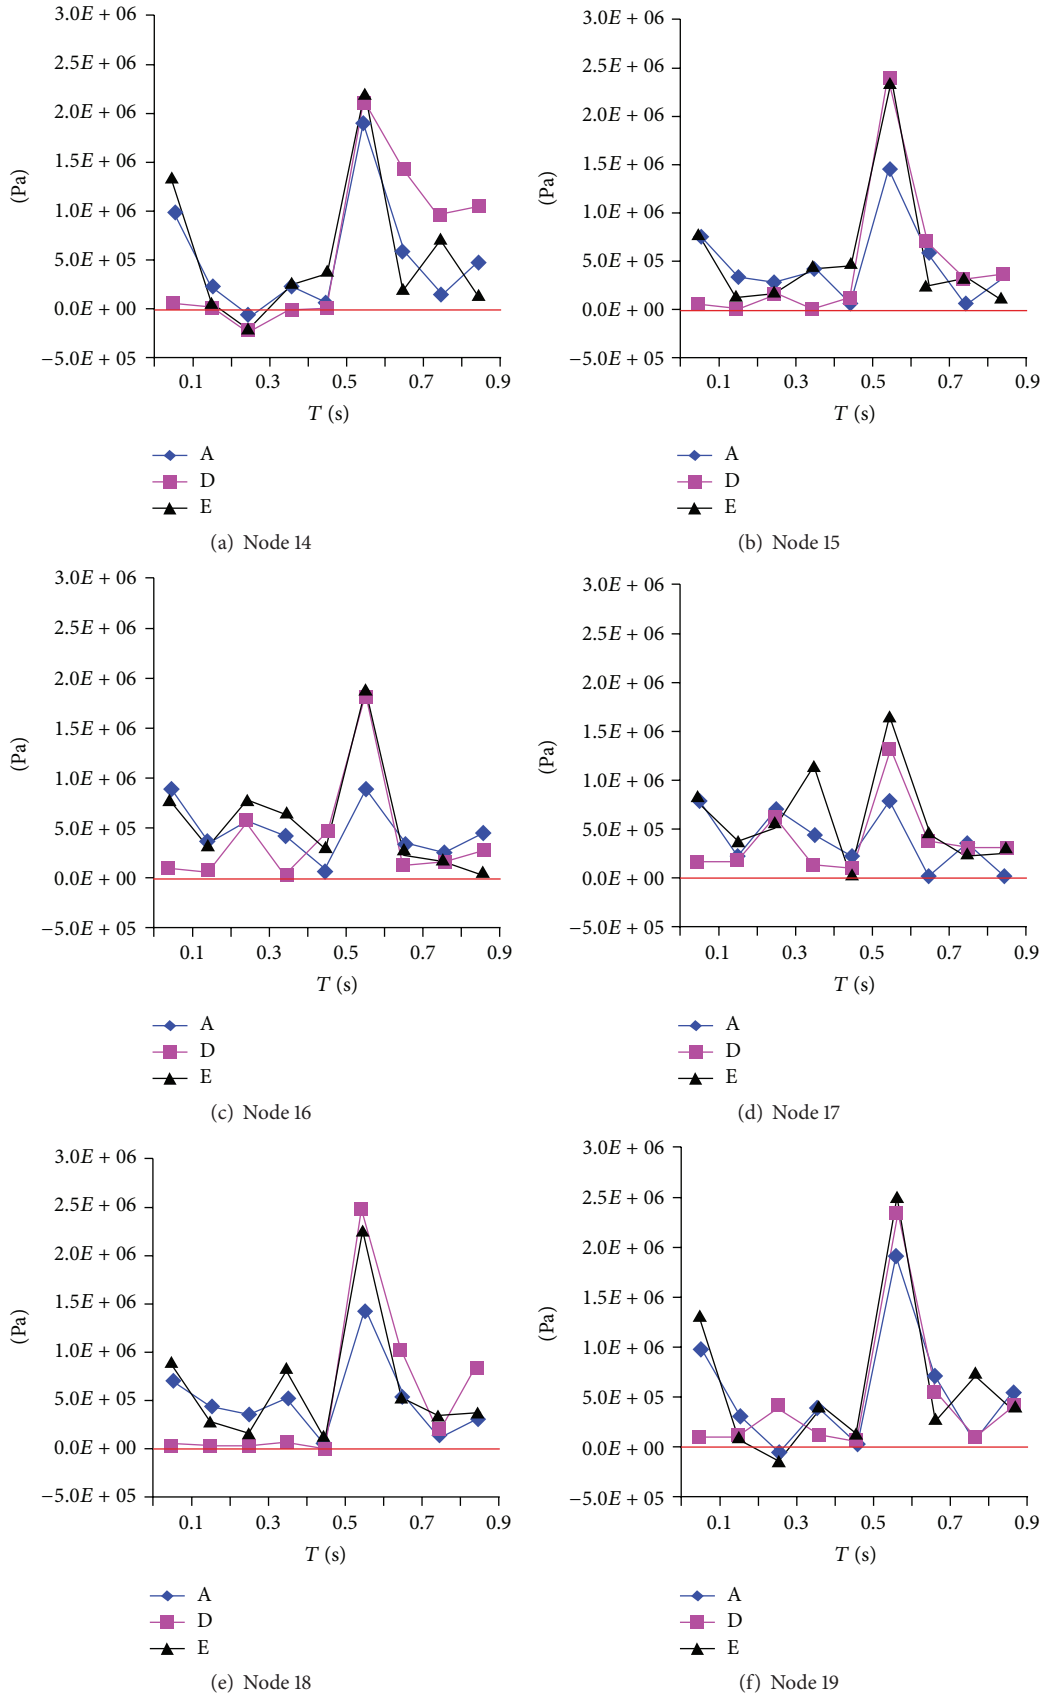 3.0E + 06
2.5E + 06
2.0E + 06
1.5E + 06
1.0E + 06
5.0E + 05
0.0E + 00
−5.0E + 05
(Pa)
0.1 0.3 0.5 0.7 0.9
T (s)
A
D
E
(a) Node 14
3.0E + 06
2.5E + 06
2.0E + 06
1.5E + 06
1.0E + 06
5.0E + 05
0.0E + 00
−5.0E + 05
(Pa)
0.1 0.3 0.5 0.7 0.9
T (s)
A
D
E
(b) Node 15
3.0E + 06
2.5E + 06
2.0E + 06
1.5E + 06
1.0E + 06
5.0E + 05
0.0E + 00
−5.0E + 05
(Pa)
0.1 0.3 0.5 0.7 0.9
T (s)
A
D
E
(c) Node 16
3.0E + 06
2.5E + 06
2.0E + 06
1.5E + 06
1.0E + 06
5.0E + 05
0.0E + 00
−5.0E + 05
(Pa)
0.1 0.3 0.5 0.7 0.9
T (s)
A
D
E
(d) Node 17
3.0E + 06
2.5E + 06
2.0E + 06
1.5E + 06
1.0E + 06
5.0E + 05
0.0E + 00
−5.0E + 05
(Pa)
0.1 0.3 0.5 0.7 0.9
T (s)
A
D
E
(e) Node 18
3.0E + 06
2.5E + 06
2.0E + 06
1.5E + 06
1.0E + 06
5.0E + 05
0.0E + 00
−5.0E + 05
(Pa)
0.1 0.3 0.5 0.7 0.9
T (s)
A
D
E
(f) Node 19